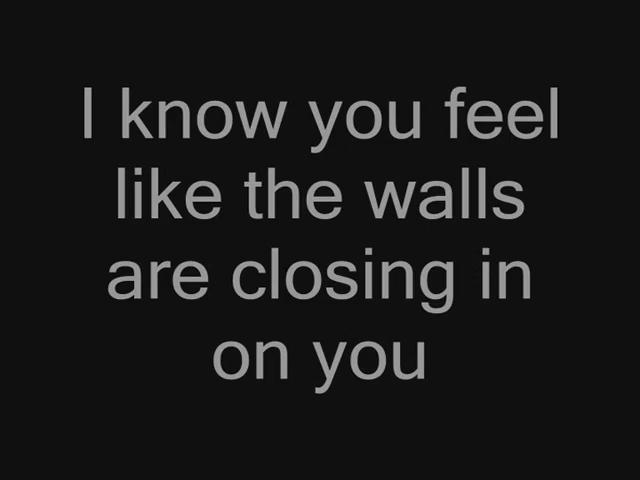 I know you feel
like the walls
are closing in
on you